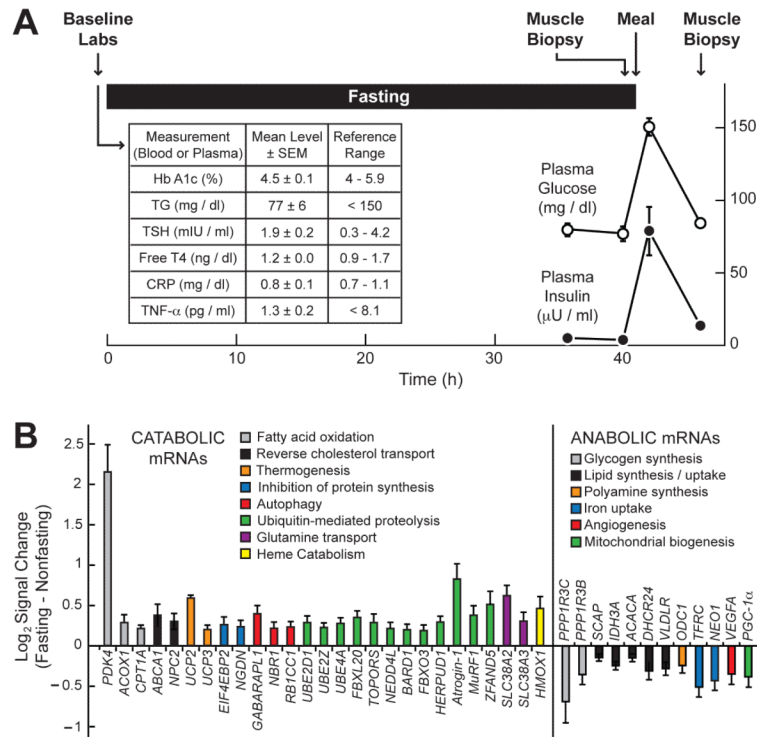 A
Baseline
Labs
Muscle
Biopsy
Meal
Muscle
Biopsy
Fasting
Measurement
(Blood or Plasma)
Mean Level
± SEM
Reference
Range
Hb A1c (%) 4.5 ± 0.1 4 - 5.9
TG (mg / dl) 77 ± 6 < 150
TSH (mIU / ml) 1.9 ± 0.2 0.3 - 4.2
Free T4 (ng / dl) 1.2 ± 0.0 0.9 - 1.7
CRP (mg / dl) 0.8 ± 0.1 0.7 - 1.1
TNF-α (pg / ml) 1.3 ± 0.2 < 8.1
Plasma
Glucose
(mg / dl)
Plasma
Insulin
(μU / ml)
150
100
50
0
0 10 20 30 40
Time (h)
B
CATABOLIC
mRNAs
Fatty acid oxidation
Reverse cholesterol transport
Thermogenesis
Inhibition of protein synthesis
Autophagy
Ubiquitin-mediated proteolysis
Glutamine transport
Heme Catabolism
ANABOLIC mRNAs
Glycogen synthesis
Lipid synthesis / uptake
Polyamine synthesis
Iron uptake
Angiogenesis
Mitochondrial biogenesis
Log2 Signal Change
(Fasting - Nonfasting)
2.5
2
1.5
1
0.5
0
−0.5
−1
PDK4
ACOX1
CPT1A
ABCA1
NPC2
UCP2
UCP3
EIF4EBP2
NGDN
GABARAPL1
NBR1
RB1CC1
UBE2D1
UBE2Z
UBE4A
FBXL20
TOPORS
NEDD4L
BARD1
FBXO3
HERPUD1
Atrogin-1
MuRF1
ZFAND5
SLC38A2
SLC38A3
HMOX1
PPP1R3C
PPP1R3B
SCAP
IDH3A
ACACA
DHCR24
VLDLR
ODC1
TFRC
NEO1
VEGFA
PGC-1α